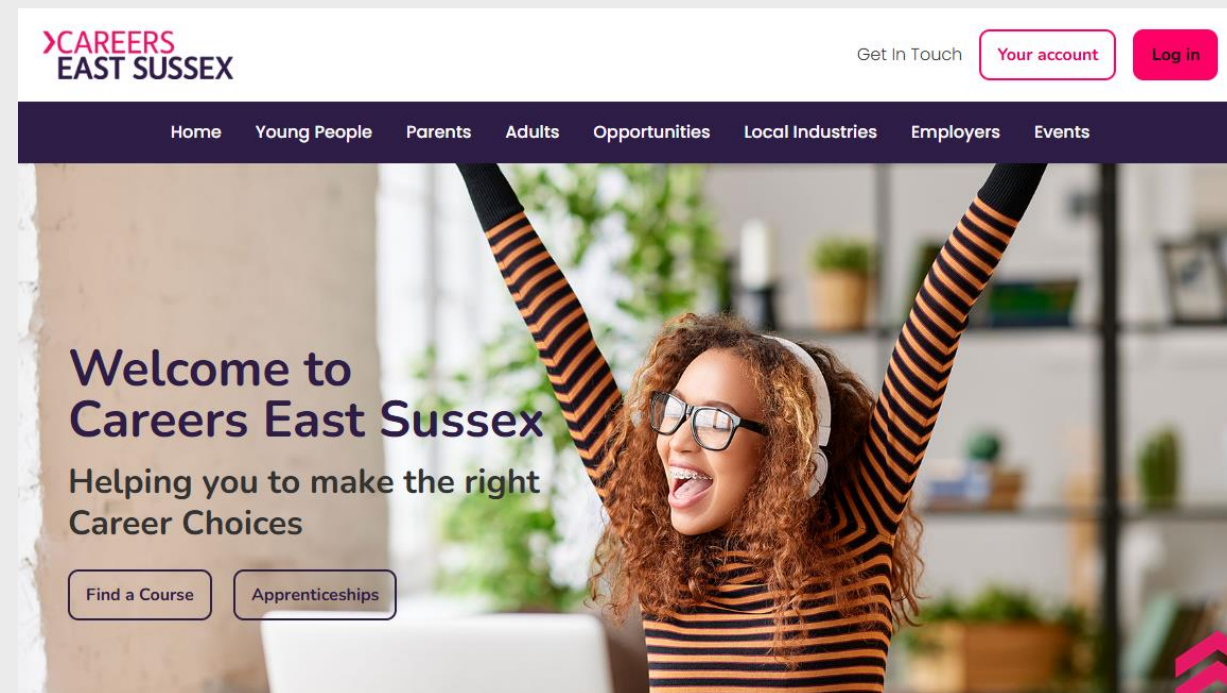 CAREERS
EAST SUSSEX
Get In Touch
Your account
Log in
Home
Young People
Parents
Adults
Opportunities
Local Industries
Employers
Events
Welcome to
Careers East Sussex
Helping you to make the right
Career Choices
Find a Course
Apprenticeships